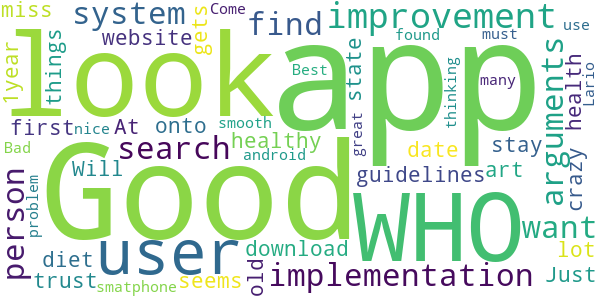 miss
system
gets
Come
find
improvement
website
1year
things
look
app
Best
found
must
use
state
many
thinking
great
arguments
health
Lario
crazy
first
nice
At
onto
smooth
Bad
search
healthy
android
problem
Will
person
Good
WHO
date
stay
art
guidelines
want
lot
user
diet
download
trust
seems
old
implementation
Just
smatphone